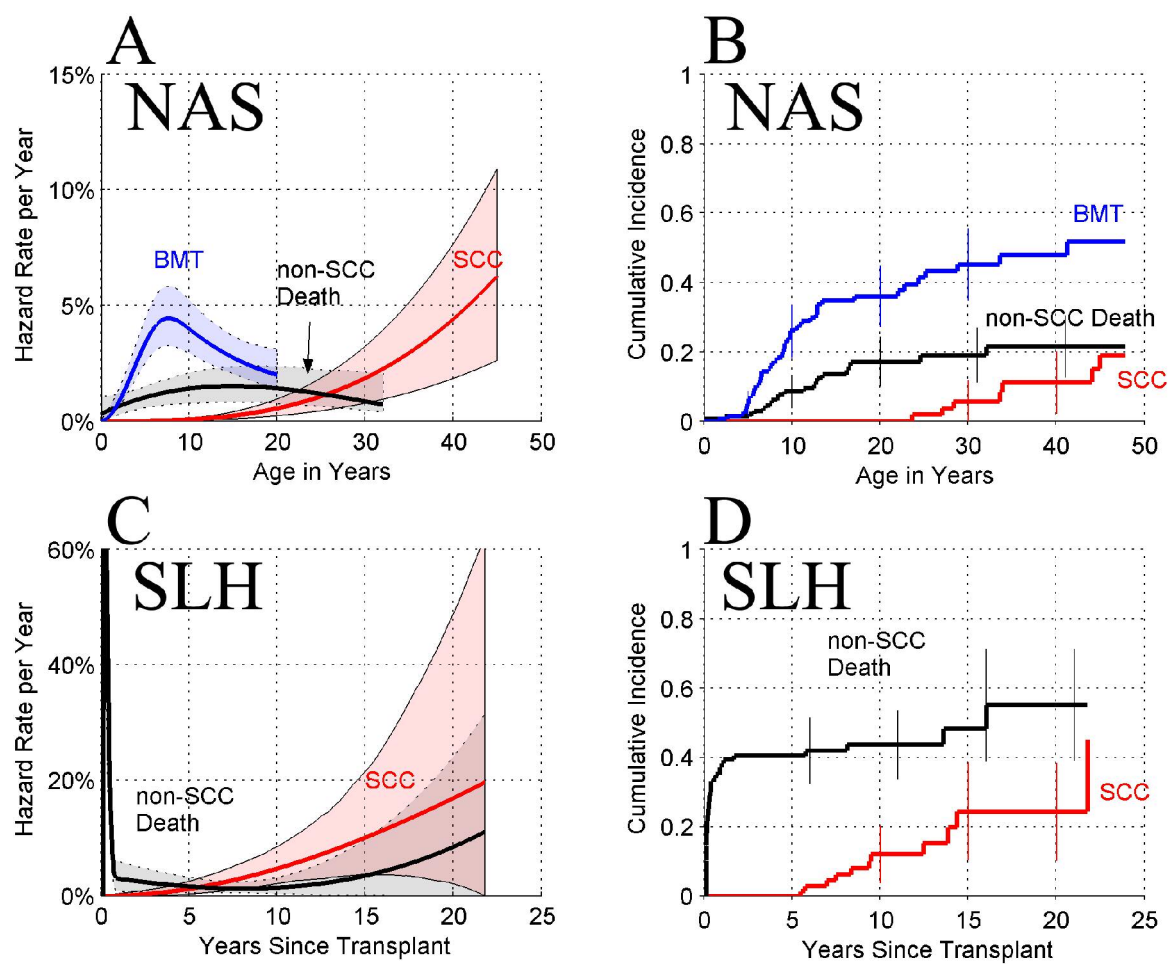 A
NAS
Hazard Rate per Year
15%
10%
5%
0%
BMT
non-SCC
Death
SCC
0 10 20 30 40 50
Age in Years
B
NAS
Cumulative Incidence
1
0.8
0.6
0.4
0.2
0
BMT
non-SCC Death
SCC
0 10 20 30 40 50
Age in Years
C
SLH
Hazard Rate per Year
60%
40%
20%
0%
non-SCC
Death
SCC
0 5 10 15 20 25
Years Since Transplant
D
SLH
Cumulative Incidence
1
0.8
0.6
0.4
0.2
0
non-SCC
Death
SCC
0 5 10 15 20 25
Years Since Transplant